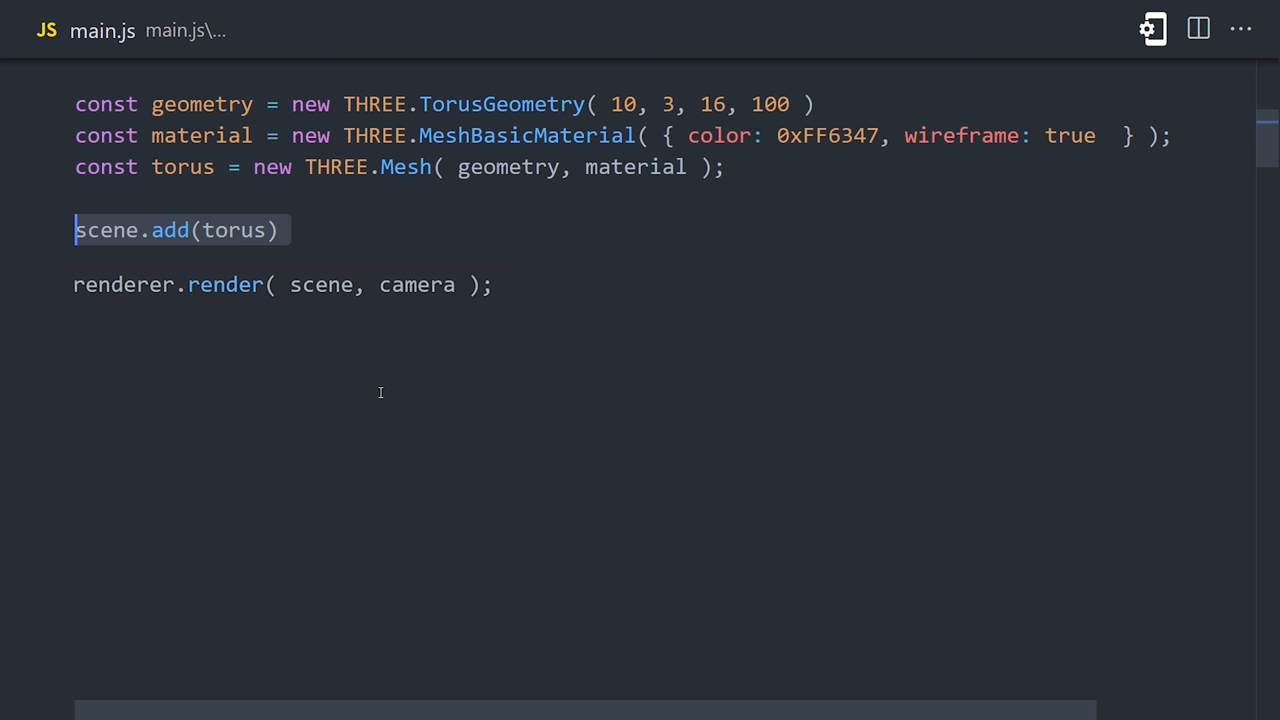 JS main.js main.js\...
const geometry = new THREE.TorusGeometry( 10, 3, 16, 100 )
const material = new THREE.MeshBasicMaterial( { color: 0xFF6347, wireframe: true  } );
const torus = new THREE.Mesh( geometry, material );
scene.add(torus)
renderer.render( scene, camera );